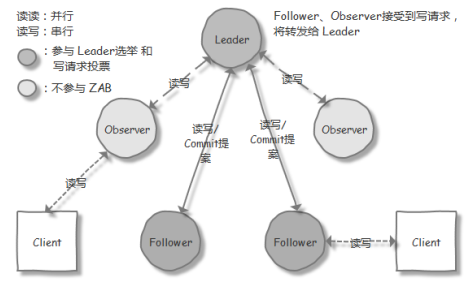 读读：并行
读写：串行
：参与 Leader选举 和
写请求投票
：不参与 ZAB
Follower、Observer接受到写请求，
将转发给 Leader
Leader
读写
读写
Observer
Observer
读写/
Commit提
案
读写/
Commit提
案
读写
Client
Follower
Follower
读写
Client